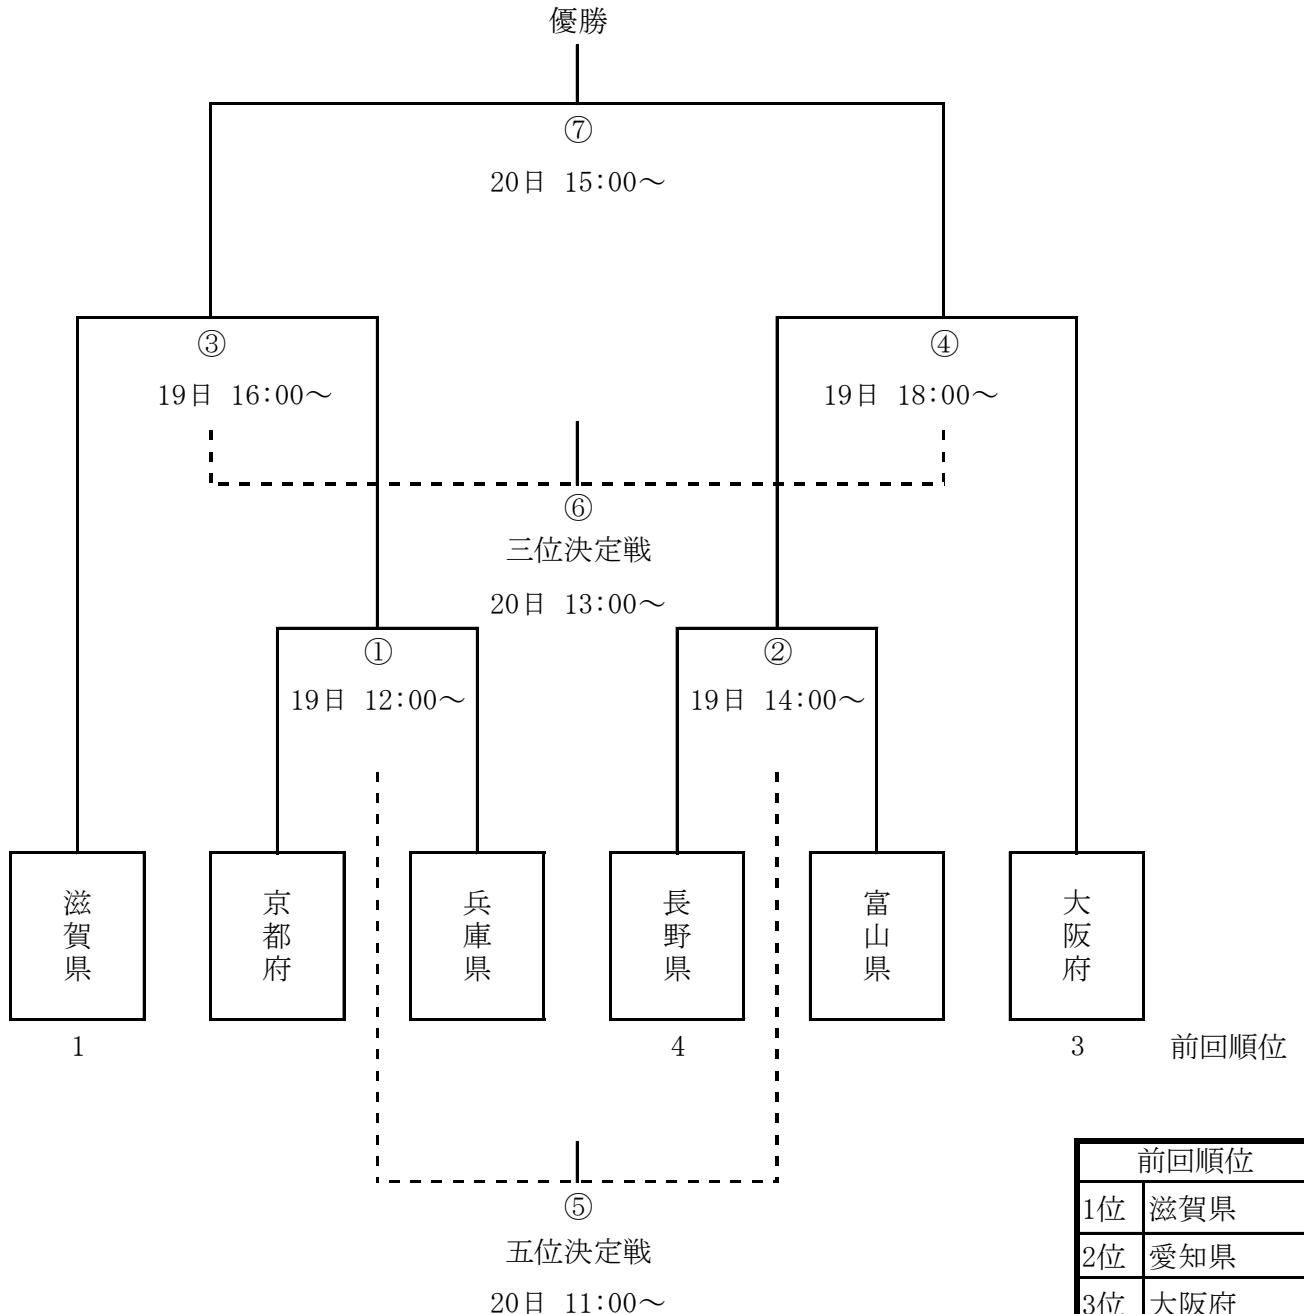 優勝
⑦
20日 15:00～
③
④
19日 16:00～
19日 18:00～
⑥
三位決定戦
20日 13:00～
①
②
19日 12:00～
19日 14:00～
滋賀県
京都府
兵庫県
長野県
富山県
大阪府
1
4
3
前回順位
前回順位
1位 滋賀県
2位 愛知県
3位 大阪府
⑤
五位決定戦
20日 11:00～